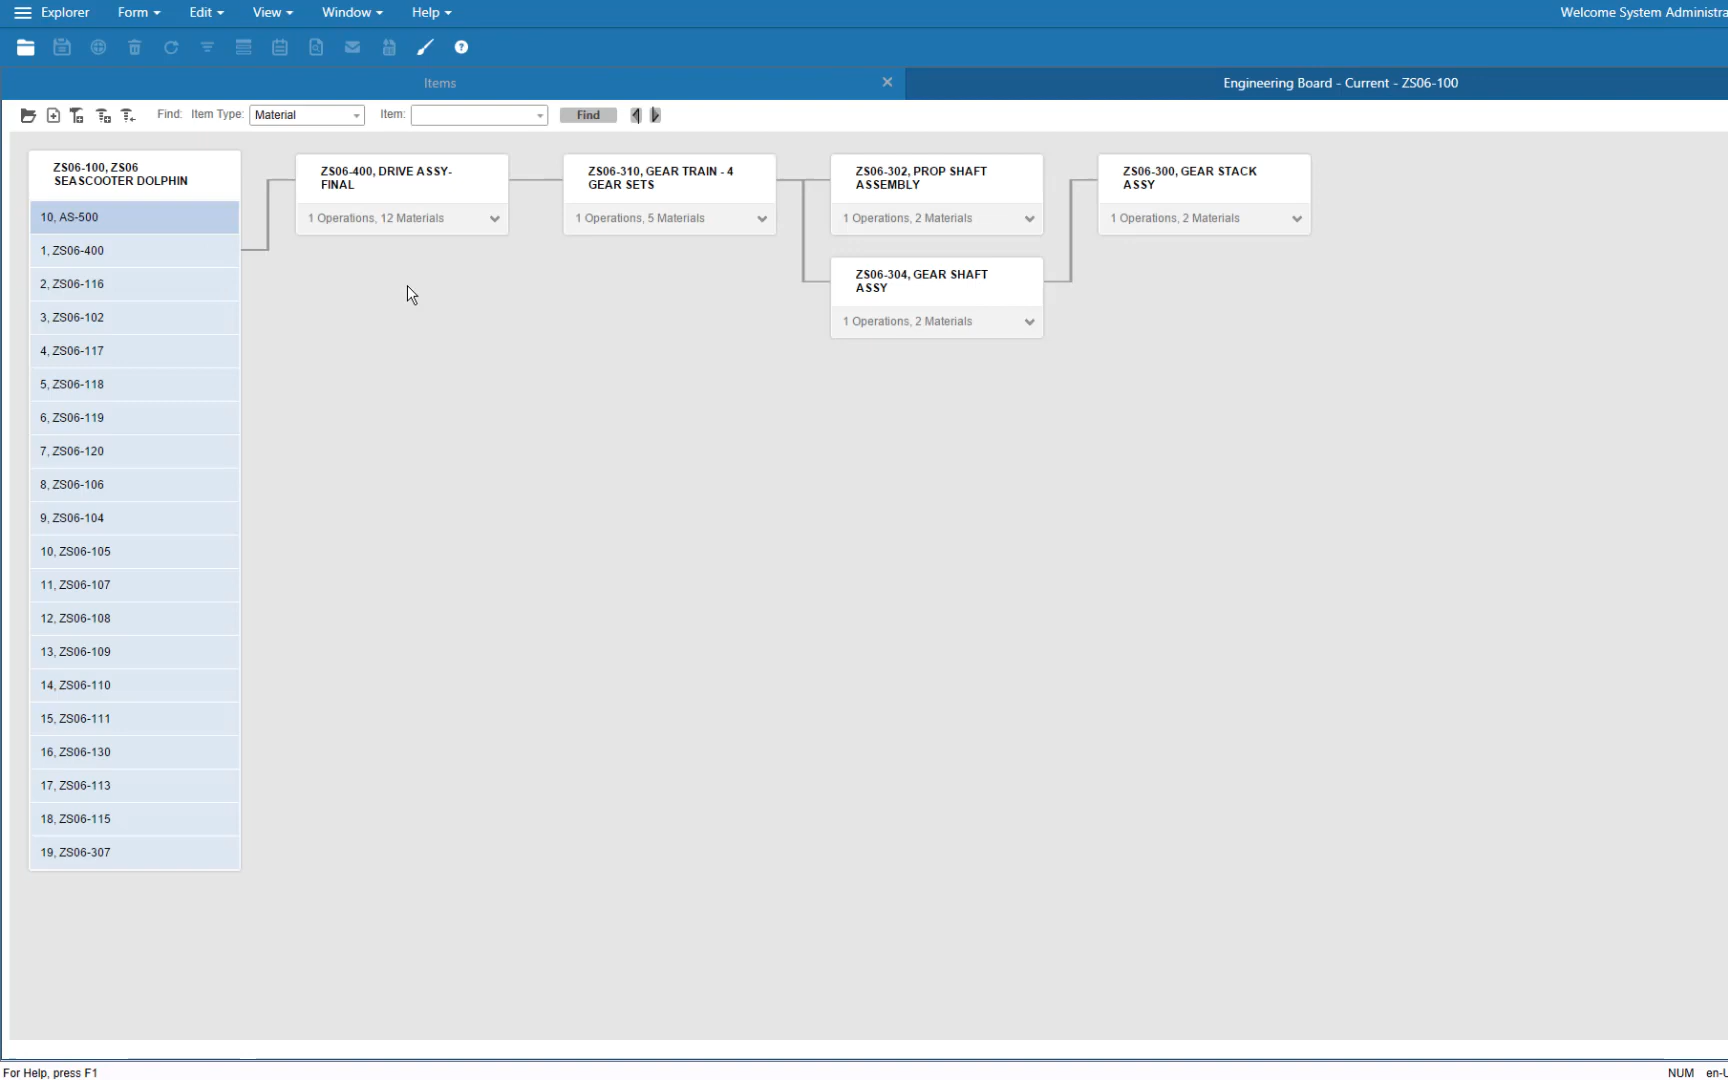 Explorer Form Edit View Window Help Welcome System Administra
Items Engineering Board - Current - ZS06-100
Find: Item Type: Material Item: Find
ZS06-100, ZS06
SEASCOOTER DOLPHIN
10, AS-500
1, ZS06-400
2, ZS06-116
3, ZS06-102
4, ZS06-117
5, ZS06-118
6, ZS06-119
7, ZS06-120
8, ZS06-106
9, ZS06-104
10, ZS06-105
11, ZS06-107
12, ZS06-108
13, ZS06-109
14, ZS06-110
15, ZS06-111
16, ZS06-130
17, ZS06-113
18, ZS06-115
19, ZS06-307
ZS06-400, DRIVE ASSY-
FINAL
1 Operations, 12 Materials
ZS06-310, GEAR TRAIN - 4
GEAR SETS
1 Operations, 5 Materials
ZS06-302, PROP SHAFT
ASSEMBLY
1 Operations, 2 Materials
ZS06-304, GEAR SHAFT
ASSY
1 Operations, 2 Materials
ZS06-300, GEAR STACK
ASSY
1 Operations, 2 Materials
For Help, press F1 NUM en-U